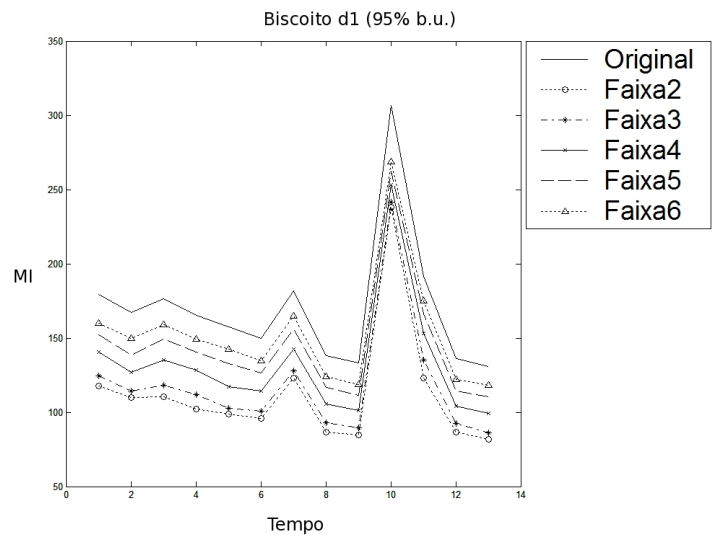 Biscoito d1 (95% b.u.)
350
300
250
200
150
100
50
MI
0 2 4 6 8 10 12 14
Tempo
Original
Faixa2
Faixa3
Faixa4
Faixa5
Faixa6